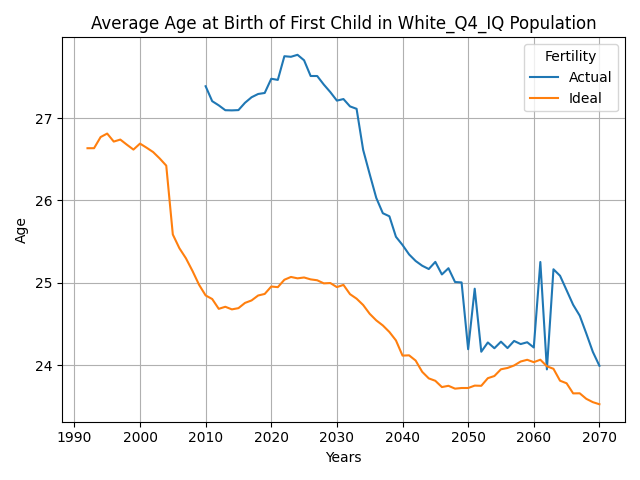 Average Age at Birth of First Child in White_Q4_IQ Population
Fertility
Actual
Ideal
Age
27
26
25
24
1990 2000 2010 2020 2030 2040 2050 2060 2070
Years